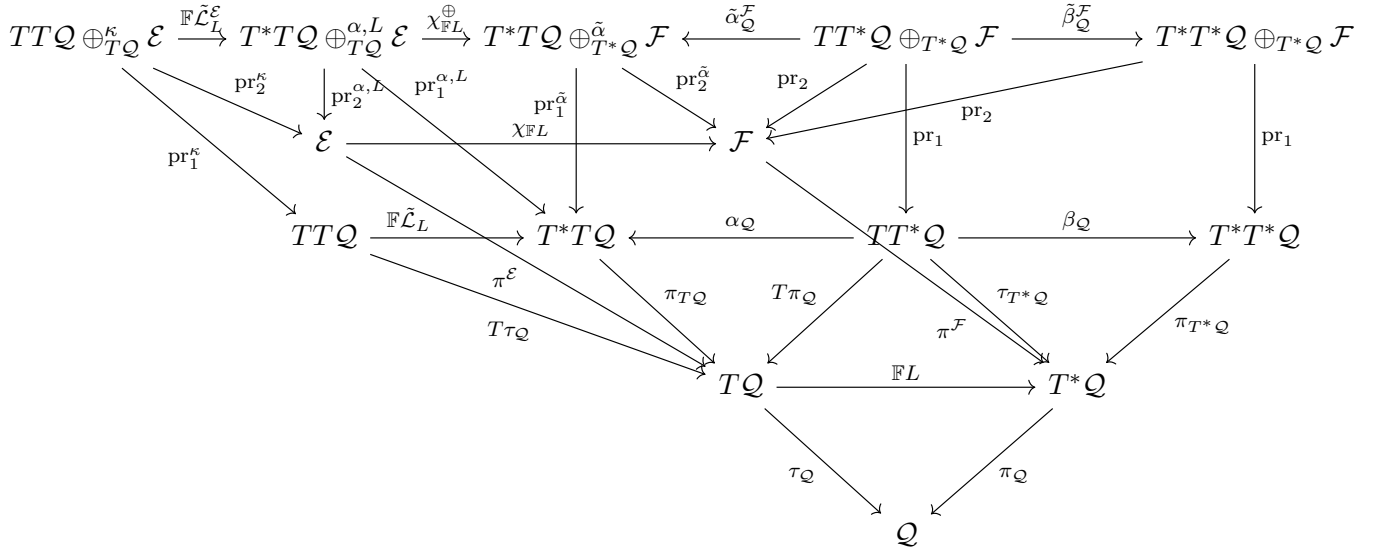 TTQ ⊕^κ_{TQ} ℰ 𝔽ℒ̃^ℰ_L T*TQ ⊕^{α,L}_{TQ} ℰ χ^⊕_{𝔽L} T*TQ ⊕^{α̃}_{T*Q} ℱ α̃^ℱ_Q TT*Q ⊕_{T*Q} ℱ β̃^ℱ_Q T*T*Q ⊕_{T*Q} ℱ
pr^κ_2 pr^{α,L}_2 pr^{α,L}_1 pr^{α̃}_1 pr^{α̃}_2 pr_2 pr_2
pr^κ_1 ℰ χ_{𝔽L} ℱ pr_1 pr_1
TTQ 𝔽ℒ̃_L T*TQ α_Q TT*Q β_Q T*T*Q
π^ℰ π_{TQ} Tπ_Q τ_{T*Q}
Tτ_Q π^ℱ π_{T*Q}
TQ 𝔽L T*Q
τ_Q π_Q
Q